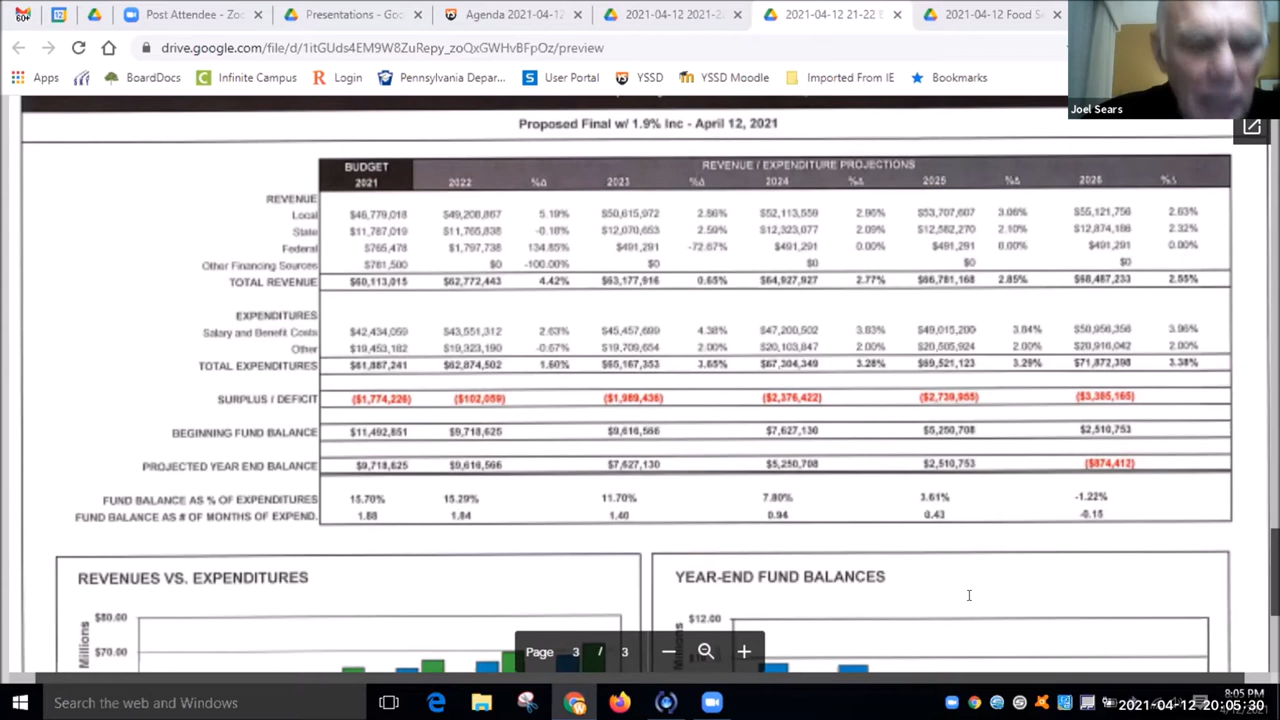 Post Attendee - Zo
Presentations - Go
Agenda 2021-04-12
2021-04-12 2021-2
2021-04-12 21-22
2021-04-12 Food S
drive.google.com/file/d/1itGUds4EM9W8ZuRepy_zoQxGWHvBFpOz/preview
Apps BoardDocs Infinite Campus Login Pennsylvania Depar... User Portal YSSD YSSD Moodle Imported From IE Bookmarks
Joel Sears
Proposed Final w/ 1.9% Inc - April 12, 2021
BUDGET REVENUE / EXPENDITURE PROJECTIONS
2021 2022 %Δ 2023 %Δ 2024 %Δ 2025 %Δ 2026 %Δ
REVENUE
Local $46,779,018 $49,208,867 5.19% $50,615,972 2.86% $52,113,559 2.96% $53,707,607 3.06% $55,121,756 2.63%
State $11,787,019 $11,765,838 -0.18% $12,070,653 2.59% $12,323,077 2.09% $12,582,270 2.10% $12,874,186 2.32%
Federal $765,478 $1,797,738 134.85% $491,291 -72.67% $491,291 0.00% $491,291 0.00% $491,291 0.00%
Other Financing Sources $781,500 $0 -100.00% $0 $0 $0 $0
TOTAL REVENUE $60,113,015 $62,772,443 4.42% $63,177,916 0.65% $64,927,927 2.77% $66,781,168 2.85% $68,487,233 2.55%
EXPENDITURES
Salary and Benefit Costs $42,434,059 $43,551,312 2.63% $45,457,699 4.38% $47,200,502 3.83% $49,015,200 3.84% $50,956,356 3.96%
Other $19,453,182 $19,323,190 -0.67% $19,709,654 2.00% $20,103,847 2.00% $20,505,924 2.00% $20,916,042 2.00%
TOTAL EXPENDITURES $61,887,241 $62,874,502 1.60% $65,167,353 3.65% $67,304,349 3.28% $69,521,123 3.29% $71,872,398 3.38%
SURPLUS / DEFICIT ($1,774,226) ($102,059) ($1,989,436) ($2,376,422) ($2,739,955) ($3,385,165)
BEGINNING FUND BALANCE $11,492,851 $9,718,625 $9,616,566 $7,627,130 $5,250,708 $2,510,753
PROJECTED YEAR END BALANCE $9,718,625 $9,616,566 $7,627,130 $5,250,708 $2,510,753 ($874,412)
FUND BALANCE AS % OF EXPENDITURES 15.70% 15.29% 11.70% 7.80% 3.61% -1.22%
FUND BALANCE AS # OF MONTHS OF EXPEND. 1.88 1.84 1.40 0.94 0.43 -0.15
REVENUES VS. EXPENDITURES YEAR-END FUND BALANCES
$80.00 $12.00
Millions $70.00 Millions
Page 3 / 3
Search the web and Windows
8:05 PM
2021-04-12 20:05:30